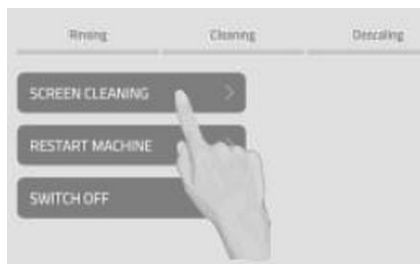 Rinsing Cleaning Descaling
SCREEN CLEANING
RESTART MACHINE
SWITCH OFF